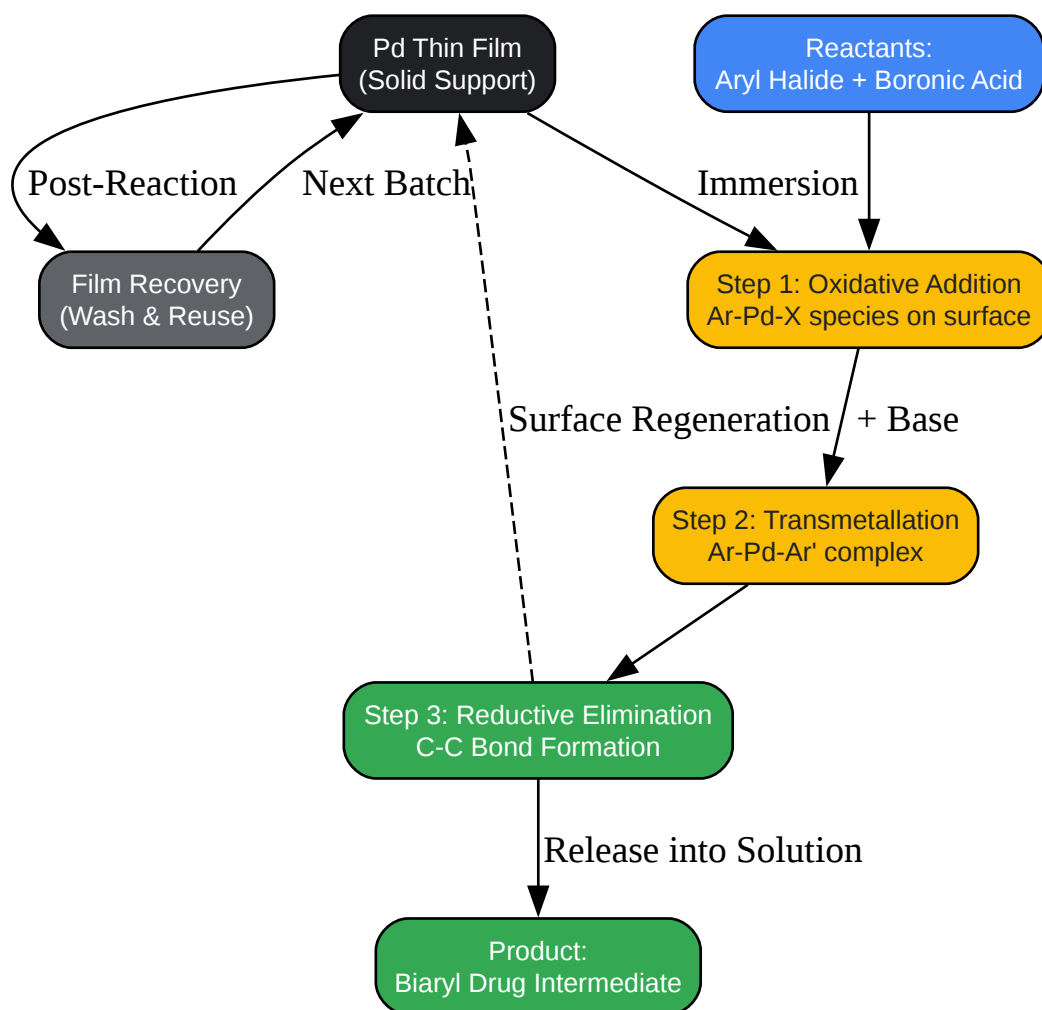 Pd Thin Film
(Solid Support)
Reactants:
Aryl Halide + Boronic Acid
Post-Reaction
Next Batch
Immersion
Film Recovery
(Wash & Reuse)
Step 1: Oxidative Addition
Ar-Pd-X species on surface
Surface Regeneration
+ Base
Step 2: Transmetallation
Ar-Pd-Ar' complex
Step 3: Reductive Elimination
C-C Bond Formation
Release into Solution
Product:
Biaryl Drug Intermediate